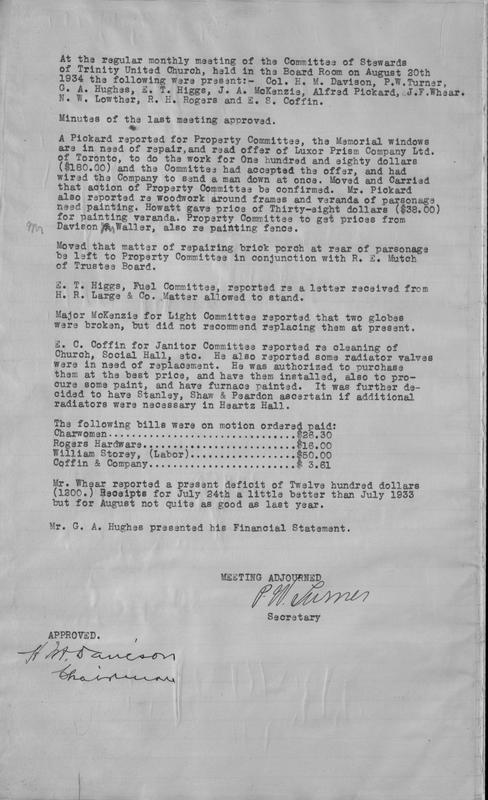 At the regular monthly meeting of the Committee of Stewards
of Trinity United Church, held in the Board Room on August 20th
1934 the following were present:- Col. H. M. Davison, P.W.Turner,
G. A. Hughes, E. T. Higgs, J. A. McKenzie, Alfred Pickard, J.F.Whear.
N. W. Lowther, R. H. Rogers and E. S. Coffin.
Minutes of the last meeting approved.
A Pickard reported for Property Committee, the Memorial windows
are in need of repair,and read offer of Luxor Prism Company Ltd.
of Toronto, to do the work for One hundred and eighty dollars
($180.00) and the Committee had accepted the offer, and had
wired the Company to send a man down at once. Moved and Carried
that action of Property Committee be confirmed. Mr. Pickard
also reported re Woodwork around frames and veranda of parsonage
need painting. Howatt gave price of Thirty-eight dollars ($38.00)
for painting veranda. Property Committee to get prices from
Mr Davison Waller, also re painting fence.
Moved that matter of repairing brick porch at rear of parsonage
be left to Property Committee in conjunction with R. E. Mutch
of Trustee Board.
E. T. Higgs, Fuel Committee, reported re a letter received from
H. R. Large & Co. Matter allowed to stand.
Major McKenzie for Light Committee reported that two globes
were broken, but did not recommend replacing them at present.
E. C. Coffin for Janitor Committee reported re cleaning of
Church, Social Hall, etc. He also reported some radiator valves
were in need of replacement. He was authorized to purchase
them at the best price, and have them installed, also to pro-
cure some paint, and have furnace painted. It was further de-
cided to have Stanley, Shaw & Peardon ascertain if additional
radiators were necessary in Heartz Hall.
The following bills were on motion ordered paid:
Charwomen..............................$28.30
Rogers Hardware........................$16.00
William Storey, (Labor)................$50.00
Coffin & Company.......................$ 3.61
Mr. Whear reported a present deficit of Twelve hundred dollars
(1200.) Receipts for July 24th a little better than July 1933
but for August not quite as good as last year.
Mr. G. A. Hughes presented his Financial Statement.
MEETING ADJOURNED
P. W. Turner
Secretary
APPROVED.
H M Davison
Chairman